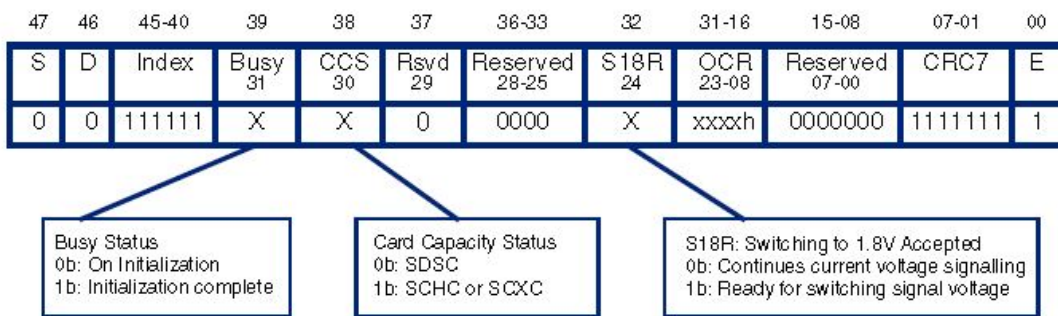 47 46 45-40 39 38 37 36-33 32 31-16 15-08 07-01 00
S D Index Busy CCS Rsvd Reserved S18R OCR Reserved CRC7 E
31 30 29 28-25 24 23-08 07-00
0 0 111111 X X 0 0000 X xxxxh 0000000 1111111 1
Busy Status
0b: On Initialization
1b: Initialization complete
Card Capacity Status
0b: SDSC
1b: SCHC or SCXC
S18R: Switching to 1.8V Accepted
0b: Continues current voltage signalling
1b: Ready for switching signal voltage